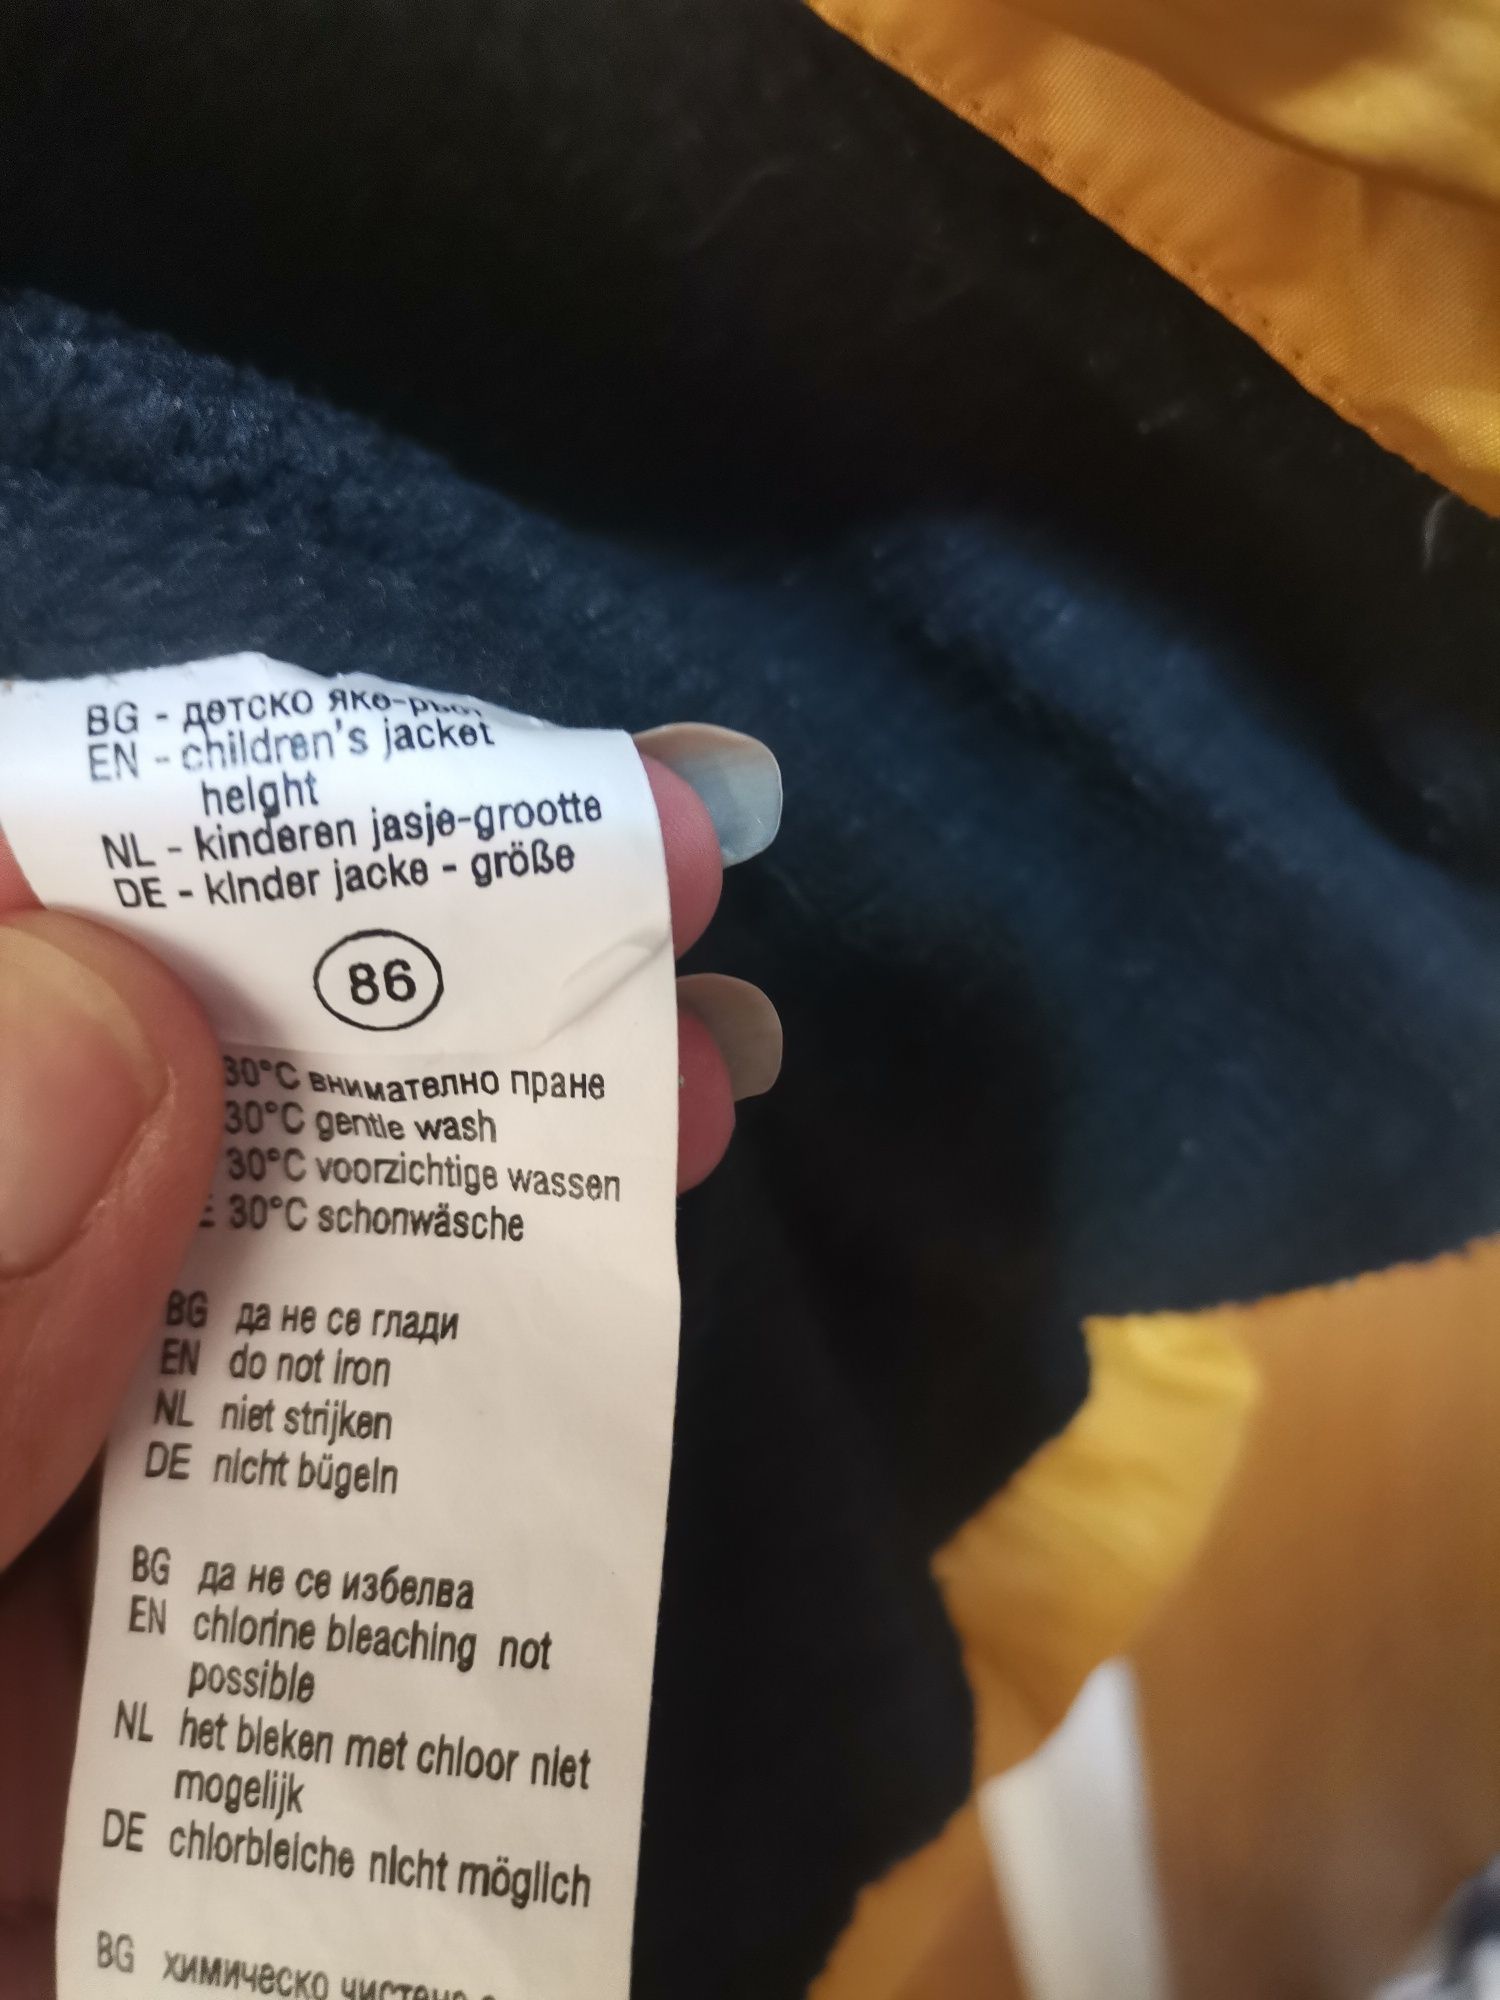 BG - детско яке-ръст
EN - children's jacket
height
NL - kinderen jasje-grootte
DE - kinder jacke - größe
86
30°C внимателно пране
30°C gentle wash
30°C voorzichtige wassen
E 30°C schonwäsche
BG да не се глади
EN do not iron
NL niet strijken
DE nicht bügeln
BG да не се избелва
EN chlorine bleaching not
possible
NL het bleken met chloor niet
mogelijk
DE chlorbleiche nicht möglich
BG химическо чистене